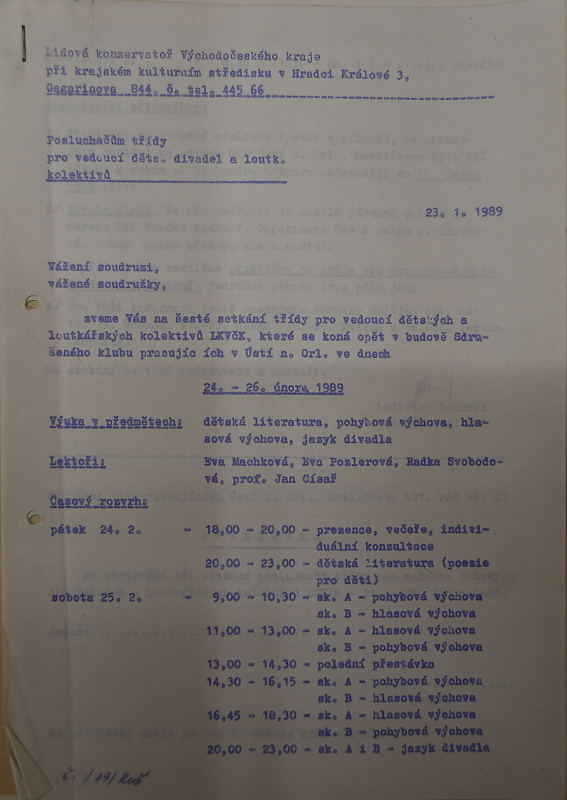 Lidová konzervatoř Východočeského kraje
při krajském kulturním středisku v Hradci Králové 3,
Gagarinova 844. č. tel. 445 66
Posluchačům třídy
pro vedoucí děts. divadel a loutk.
kolektivů
23. 1. 1989
Vážení soudruzi,
vážené soudružky,
zveme Vás na šesté setkání třídy pro vedoucí dětských a
loutkářských kolektivů LKVčK, které se koná opět v budově Sdru-
ženého klubu pracujíc ích v Ústí n. Orl. ve dnech
24. - 26. února 1989
Výuka v předmětech: dětská literatura, pohybová výchova, hla-
sová výchova, jazyk divadla
Lektoři: Eva Machková, Eva Pozlerová, Radka Svobodo-
vá, prof. Jan Císař
Časový rozvrh:
pátek 24. 2. - 18,00 - 20,00 - prezence, večeře, indivi-
duální konzultace
20,00 - 23,00 - dětská literatura (poezie
pro děti)
sobota 25. 2. - 9,00 - 10,30 - sk. A - pohybová výchova
sk. B - hlasová výchova
11,00 - 13,00 - sk. A - hlasová výchova
sk. B - pohybová výchova
13,00 - 14,30 - polední přestávka
14,30 - 16,15 - sk. A - pohybová výchova
sk. B - hlasová výchova
16,45 - 18,30 - sk. A - hlasová výchova
sk. B - pohybová výchova
20,00 - 23,00 - sk. A i B - jazyk divadla